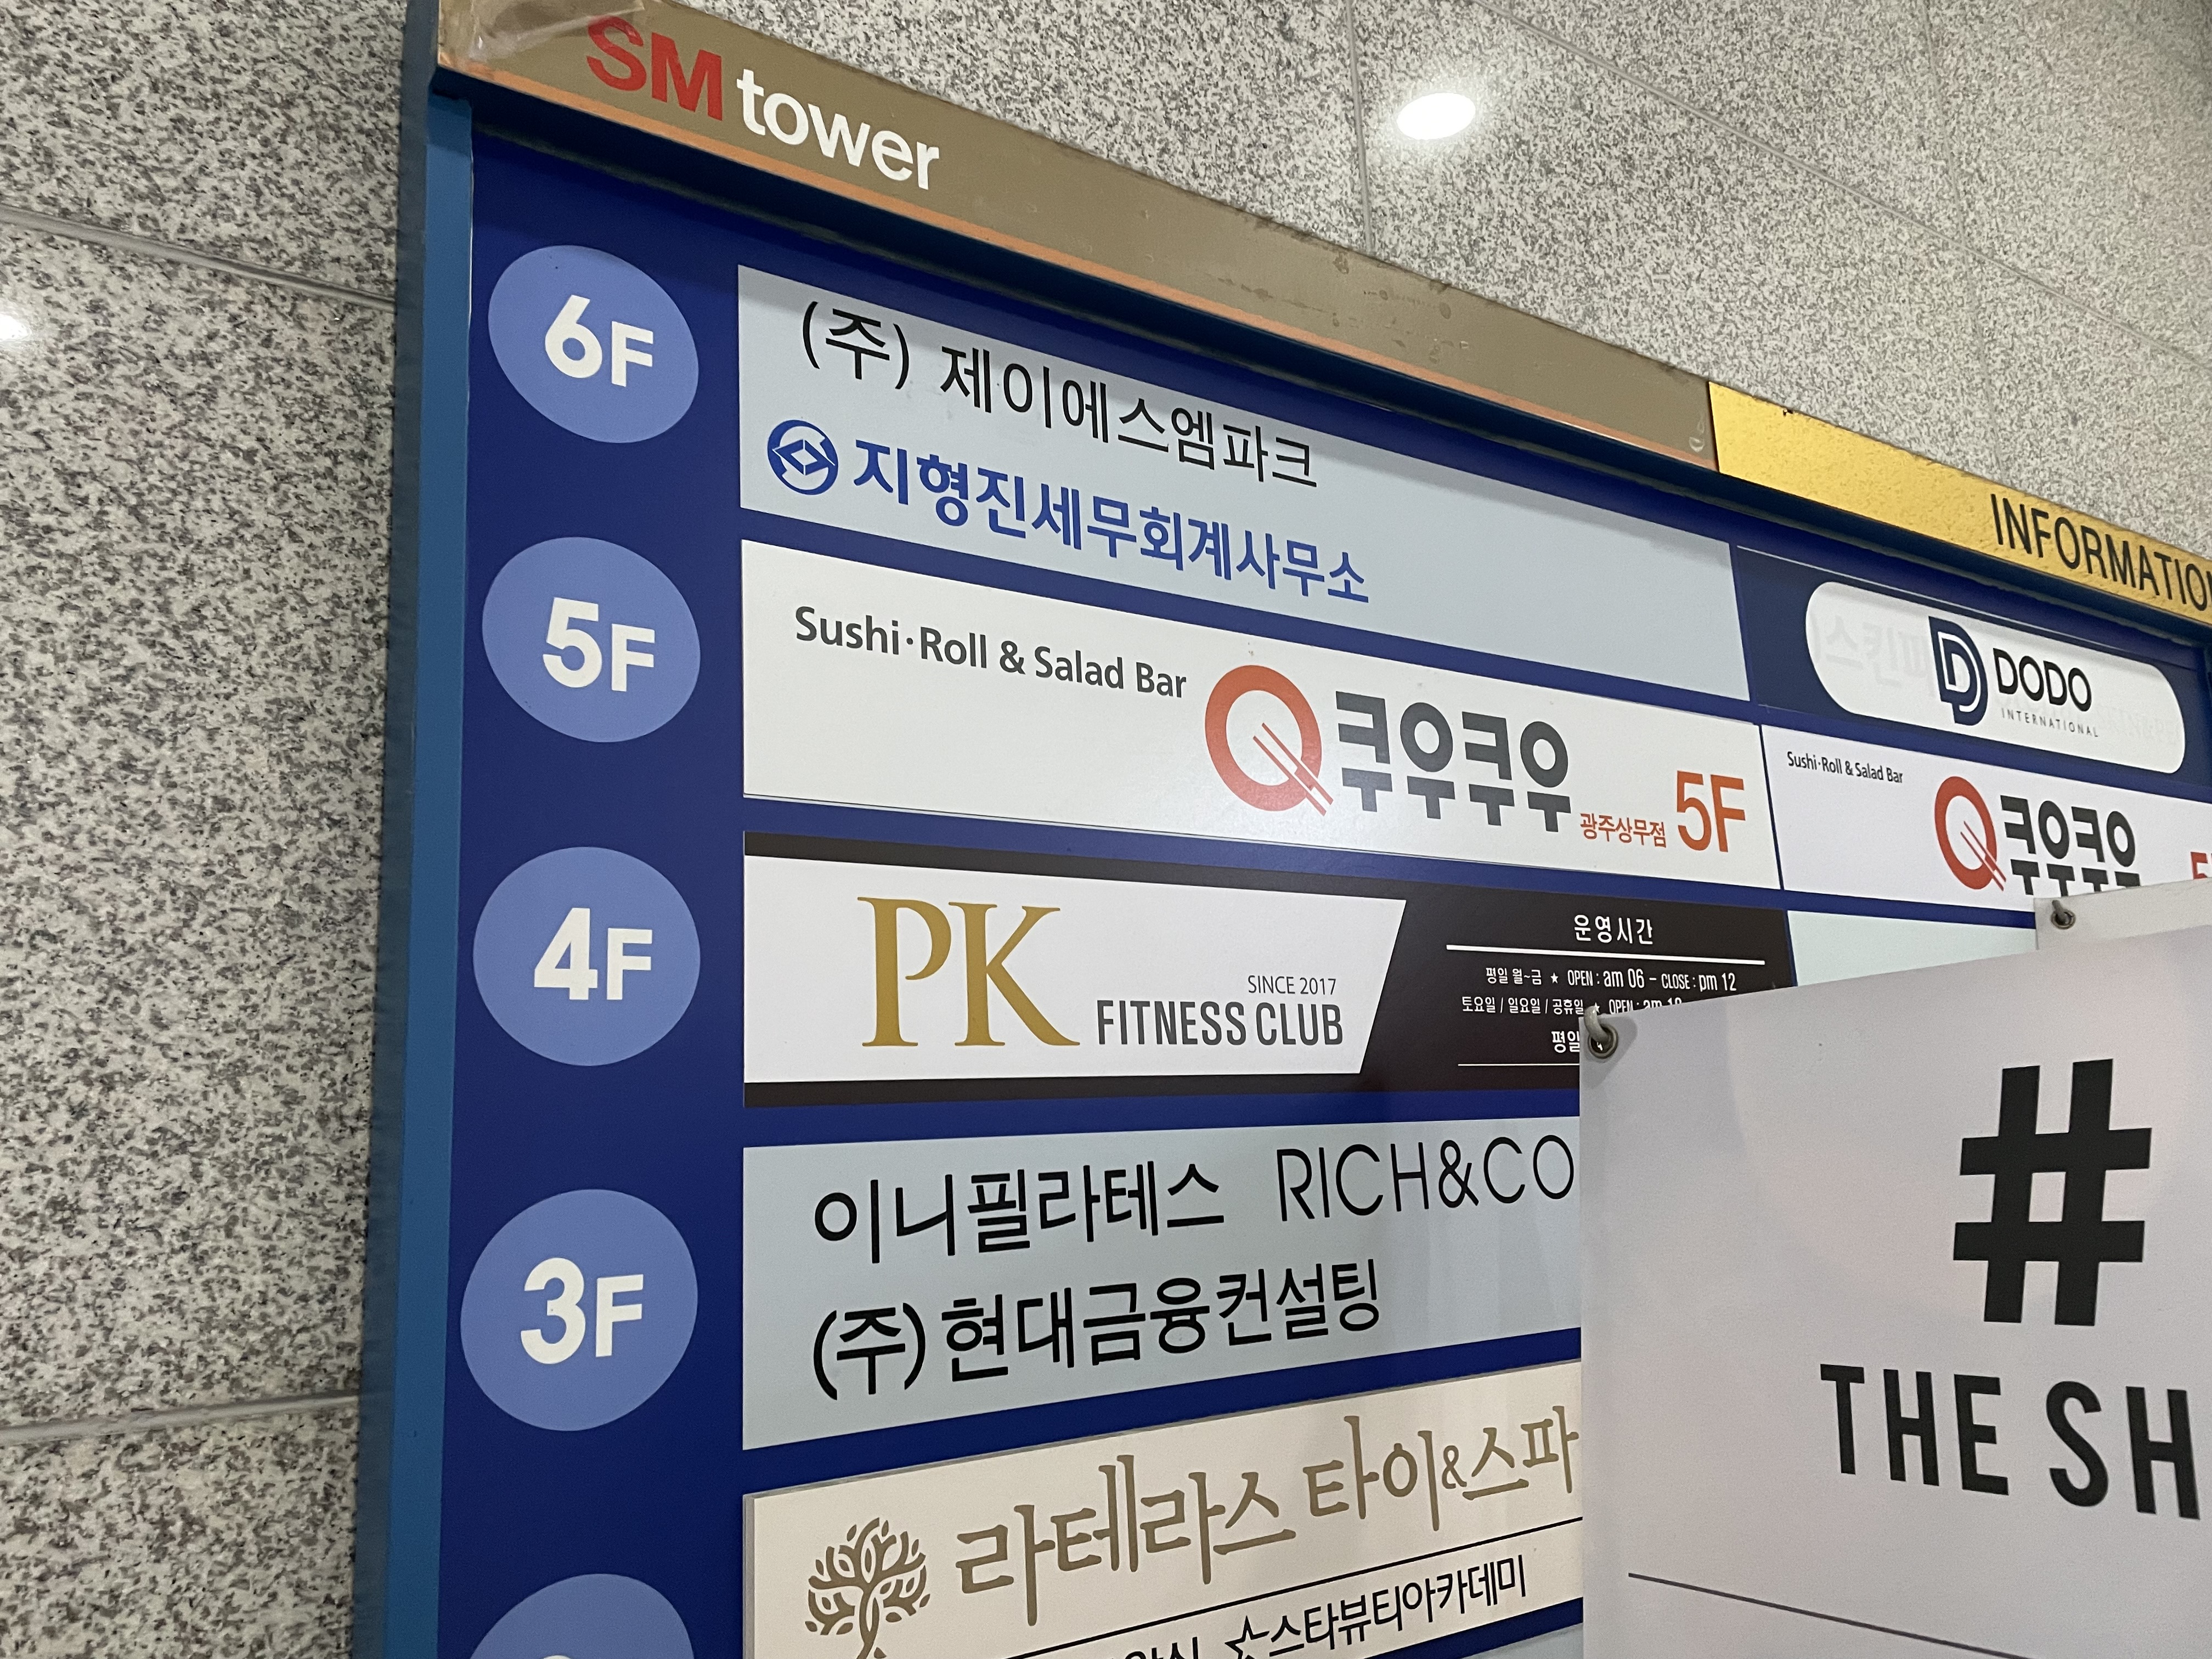 SM tower
INFORMATIO
6F
(주) 제이에스엠파크
지형진세무회계사무소
DODO
INTERNATIONAL
5F
Sushi·Roll & Salad Bar
쿠우쿠우
광주상무점 5F
Sushi·Roll & Salad Bar
쿠우쿠우
4F
PK
SINCE 2017
FITNESS CLUB
운영시간
평일 월~금 ★ OPEN : am 06 – CLOSE : pm 12
토요일 / 일요일 / 공휴일 ★ OPEN : am
평일
3F
이니필라테스 RICH&CO
(주)현대금융컨설팅
라테라스 타이&스파
☆스타뷰티아카데미
#
THE SH